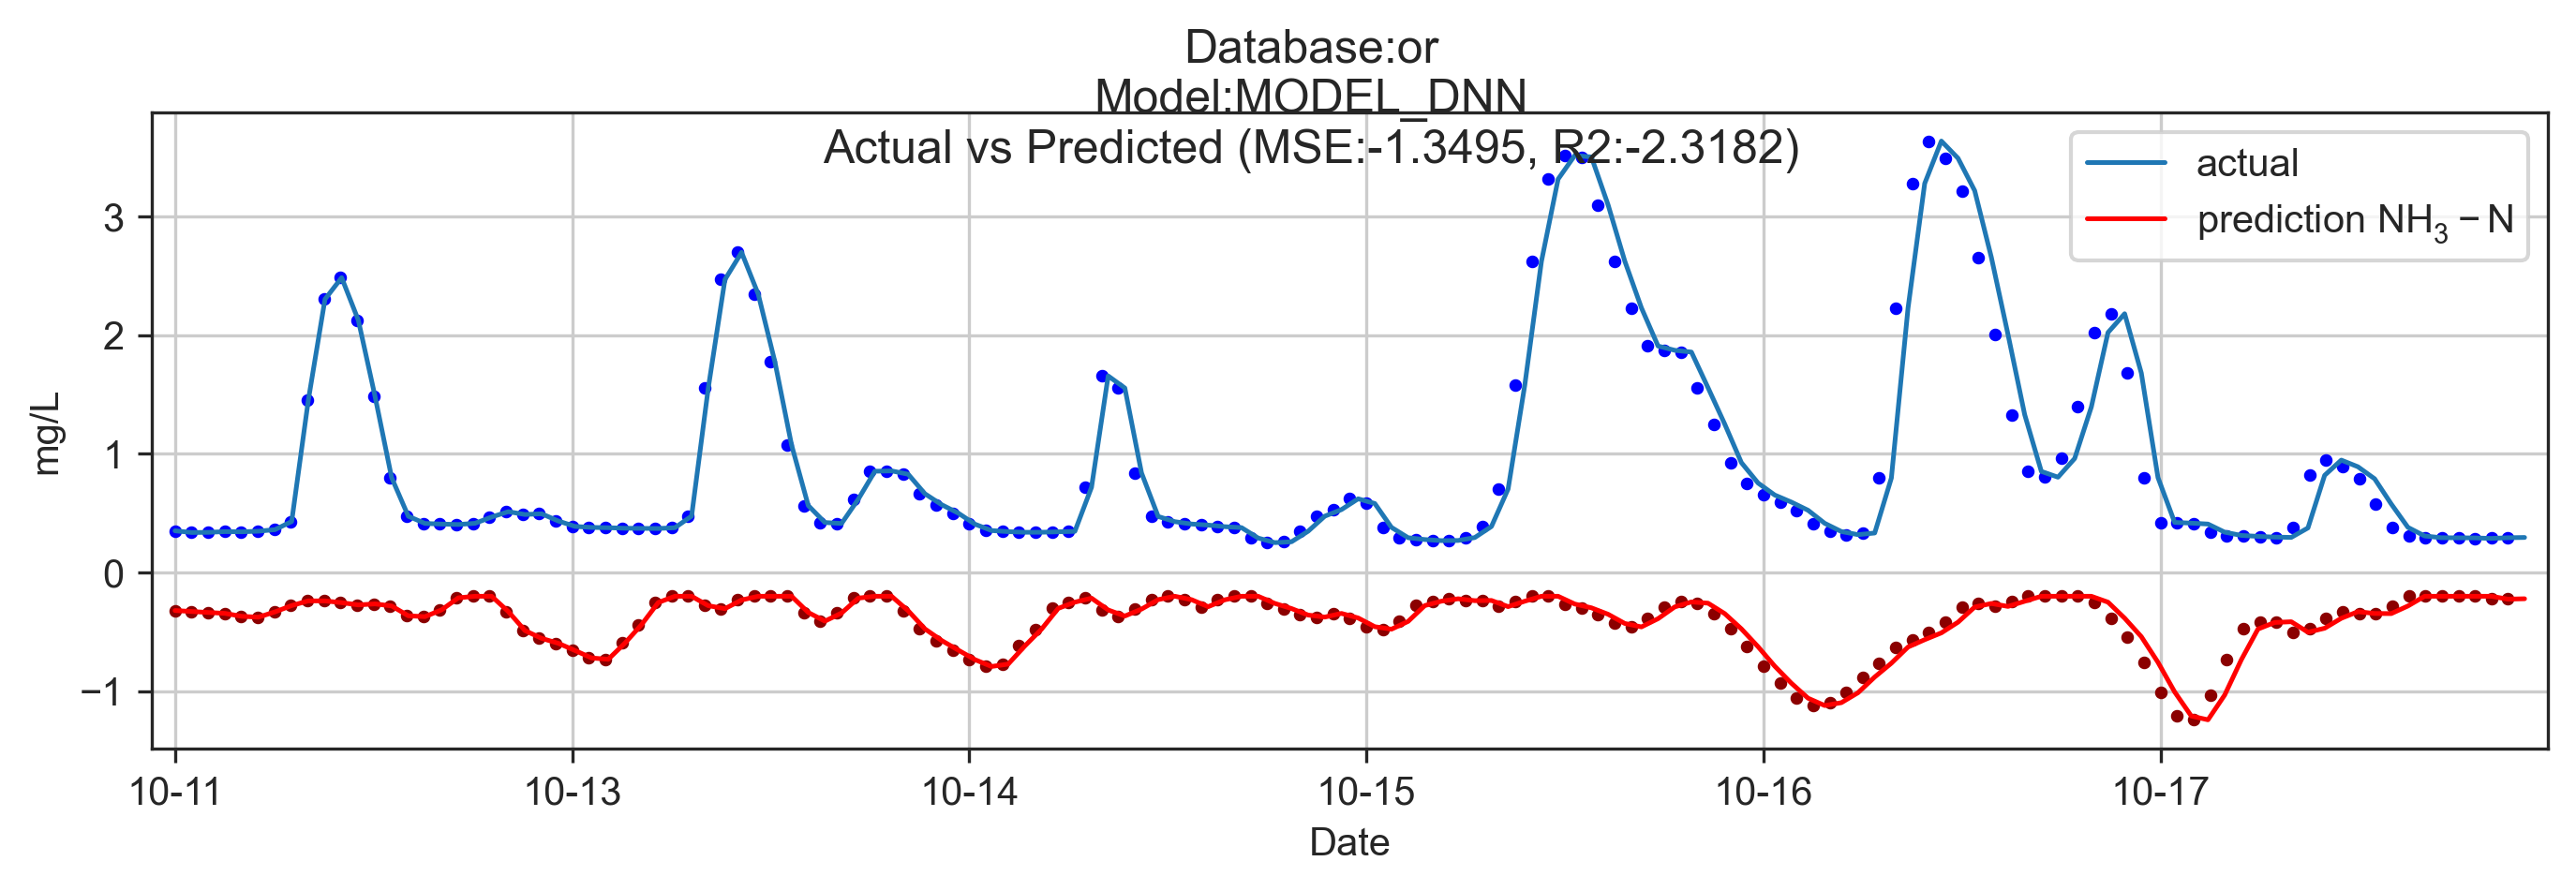 Database:or
Model:MODEL_DNN
Actual vs Predicted (MSE:-1.3495, R2:-2.3182)
actual
prediction NH₃ − N
3
2
1
0
−1
mg/L
10-11 10-13 10-14 10-15 10-16 10-17
Date